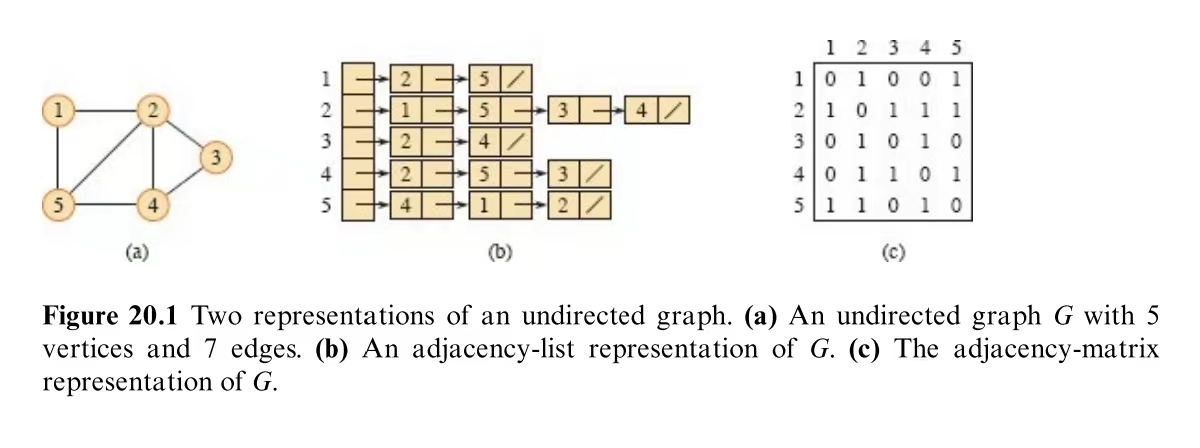 1 2 3 4 5
1 2 5 /
1 0 1 0 0 1
1 2
2 1 5 3 4 /
2 1 0 1 1 1
3
3 2 4 /
3 0 1 0 1 0
4 2 5 3 /
4 0 1 1 0 1
5 4
5 4 1 2 /
5 1 1 0 1 0
(a) (b) (c)
Figure 20.1 Two representations of an undirected graph. (a) An undirected graph G with 5
vertices and 7 edges. (b) An adjacency-list representation of G. (c) The adjacency-matrix
representation of G.